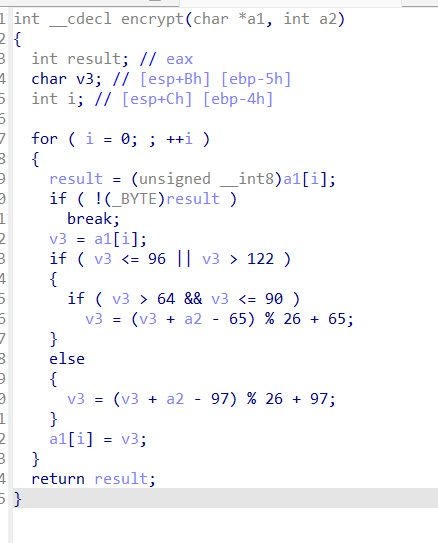 1 int __cdecl encrypt(char *a1, int a2)
2 {
3   int result; // eax
4   char v3; // [esp+Bh] [ebp-5h]
5   int i; // [esp+Ch] [ebp-4h]
6
7   for ( i = 0; ; ++i )
8   {
9     result = (unsigned __int8)a1[i];
0     if ( !(_BYTE)result )
1       break;
2     v3 = a1[i];
3     if ( v3 <= 96 || v3 > 122 )
4     {
5       if ( v3 > 64 && v3 <= 90 )
6         v3 = (v3 + a2 - 65) % 26 + 65;
7     }
8     else
9     {
0       v3 = (v3 + a2 - 97) % 26 + 97;
1     }
2     a1[i] = v3;
3   }
4   return result;
5 }